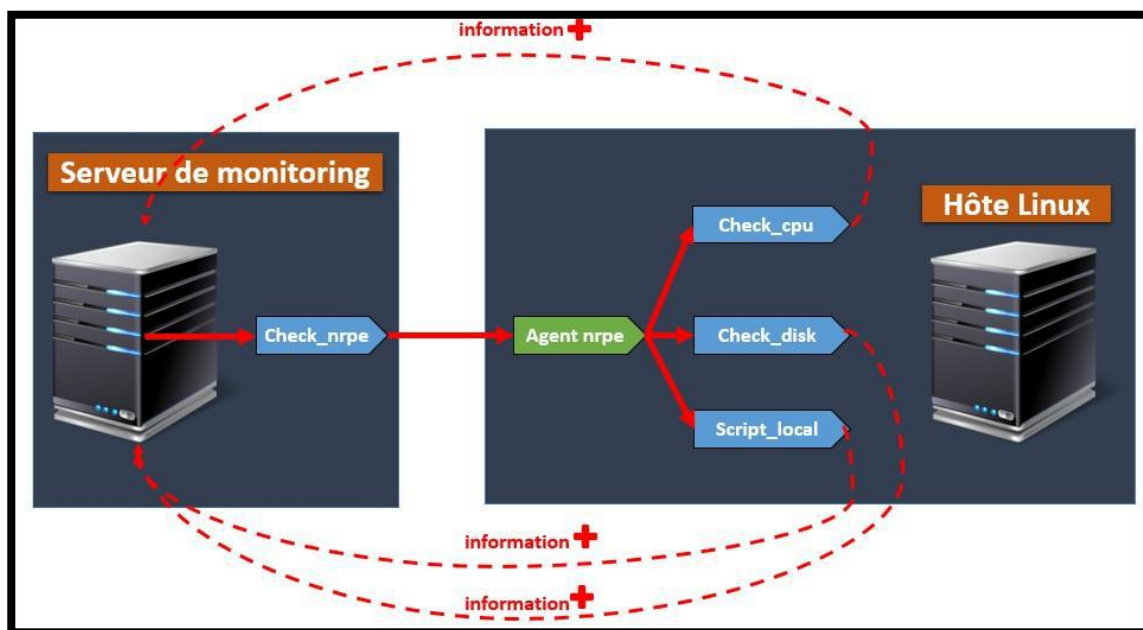 information
Serveur de monitoring
Hôte Linux
Check_cpu
Check_nrpe
Agent nrpe
Check_disk
Script_local
information
information